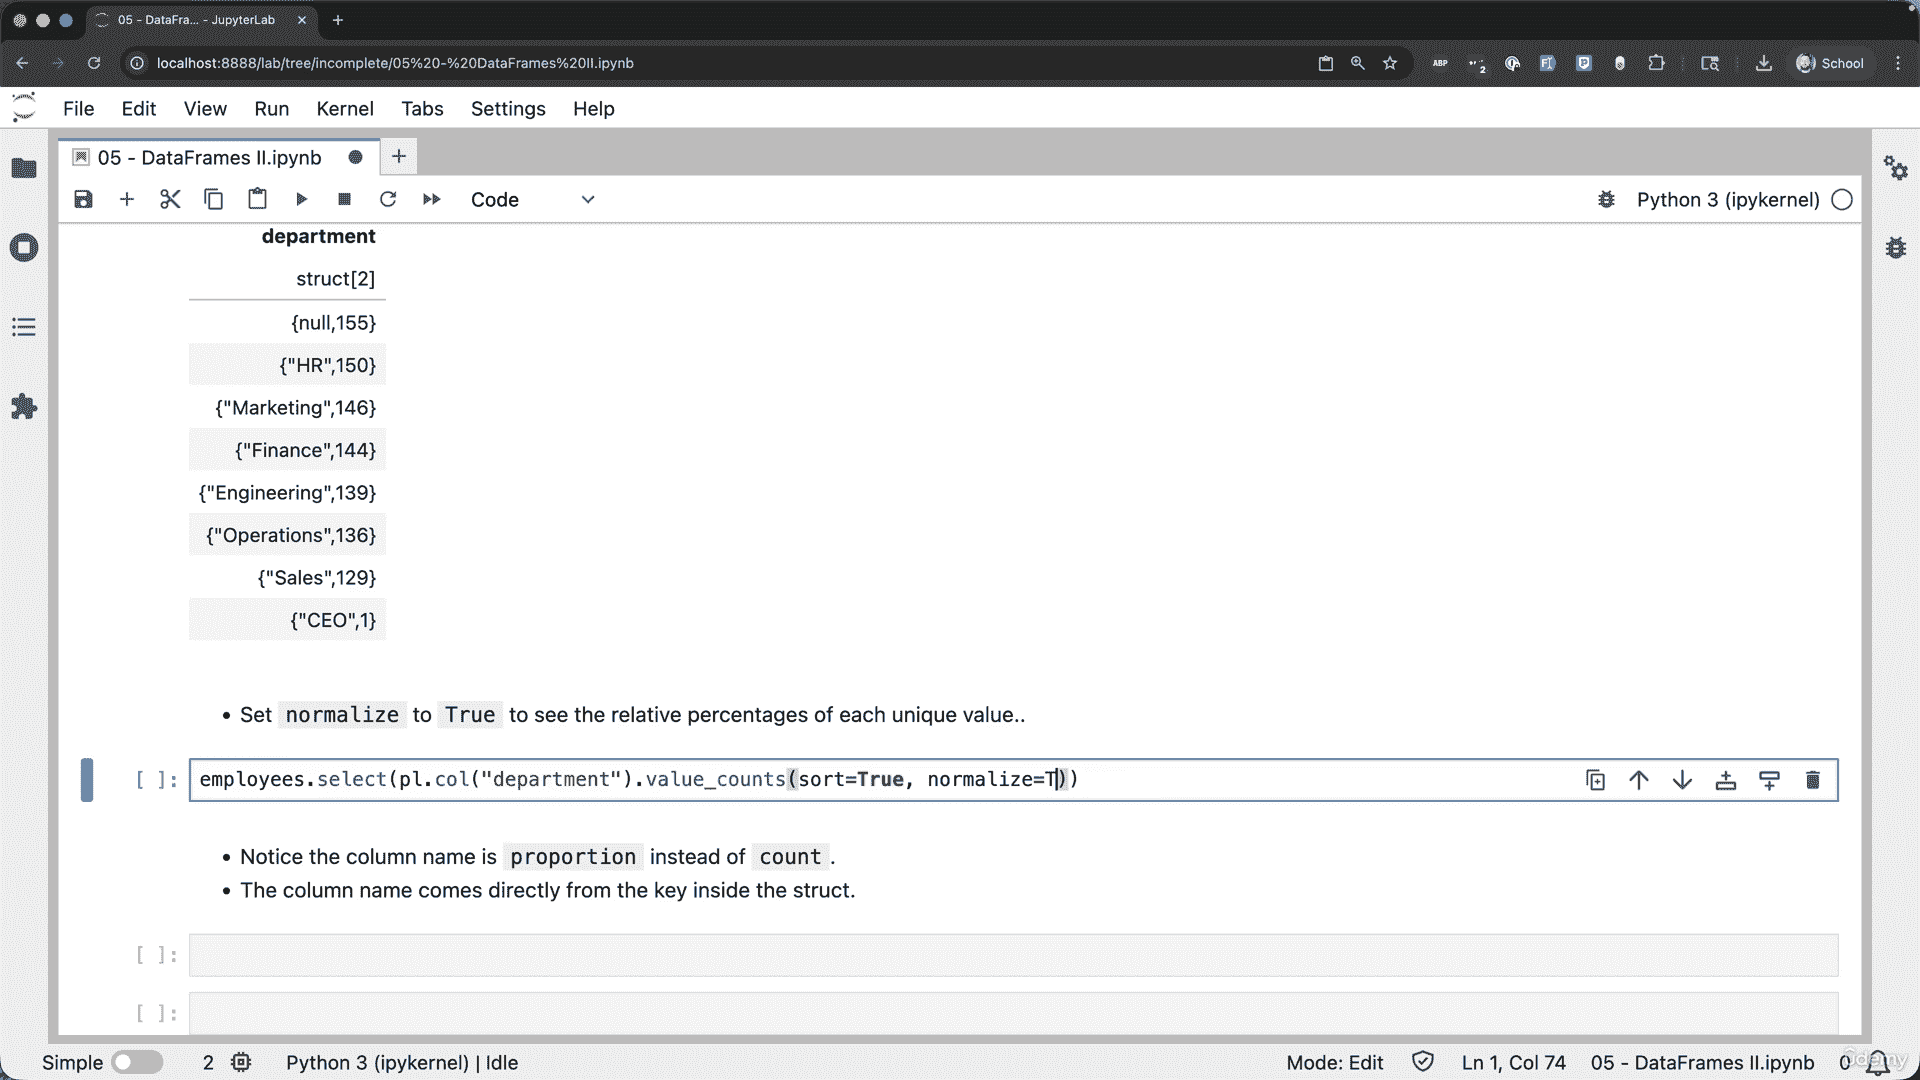 05 - DataFra... - JupyterLab
localhost:8888/lab/tree/incomplete/05%20-%20DataFrames%20II.ipynb
ABP
2
School
File Edit View Run Kernel Tabs Settings Help
05 - DataFrames II.ipynb
Code
Python 3 (ipykernel)
department
struct[2]
{null,155}
{"HR",150}
{"Marketing",146}
{"Finance",144}
{"Engineering",139}
{"Operations",136}
{"Sales",129}
{"CEO",1}
• Set normalize to True to see the relative percentages of each unique value..
[ ]: employees.select(pl.col("department").value_counts(sort=True, normalize=T))
• Notice the column name is proportion instead of count .
• The column name comes directly from the key inside the struct.
[ ]:
[ ]:
Simple 2 Python 3 (ipykernel) | Idle Mode: Edit Ln 1, Col 74 05 - DataFrames II.ipynb 0
udemy